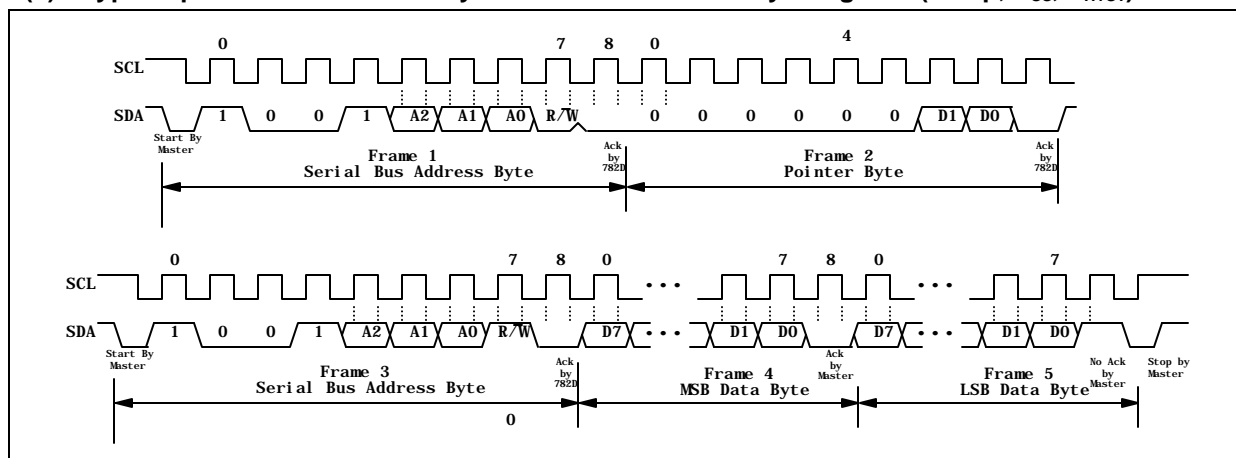 0 7 8 0 4
SCL
SDA 1 0 0 1 A2 A1 A0 R/W 0 0 0 0 0 0 D1 D0
Start By
Master
Ack
by
782D
Ack
by
782D
Frame 1
Serial Bus Address Byte
Frame 2
Pointer Byte
0 7 8 0 7 8 0 7
SCL ... ...
SDA 1 0 0 1 A2 A1 A0 R/W D7 ... D1 D0 D7 ... D1 D0
Start By
Master
Ack
by
782D
Ack
by
Master
No Ack
by
Master
Stop by
Master
Frame 3
Serial Bus Address Byte
Frame 4
MSB Data Byte
Frame 5
LSB Data Byte
0